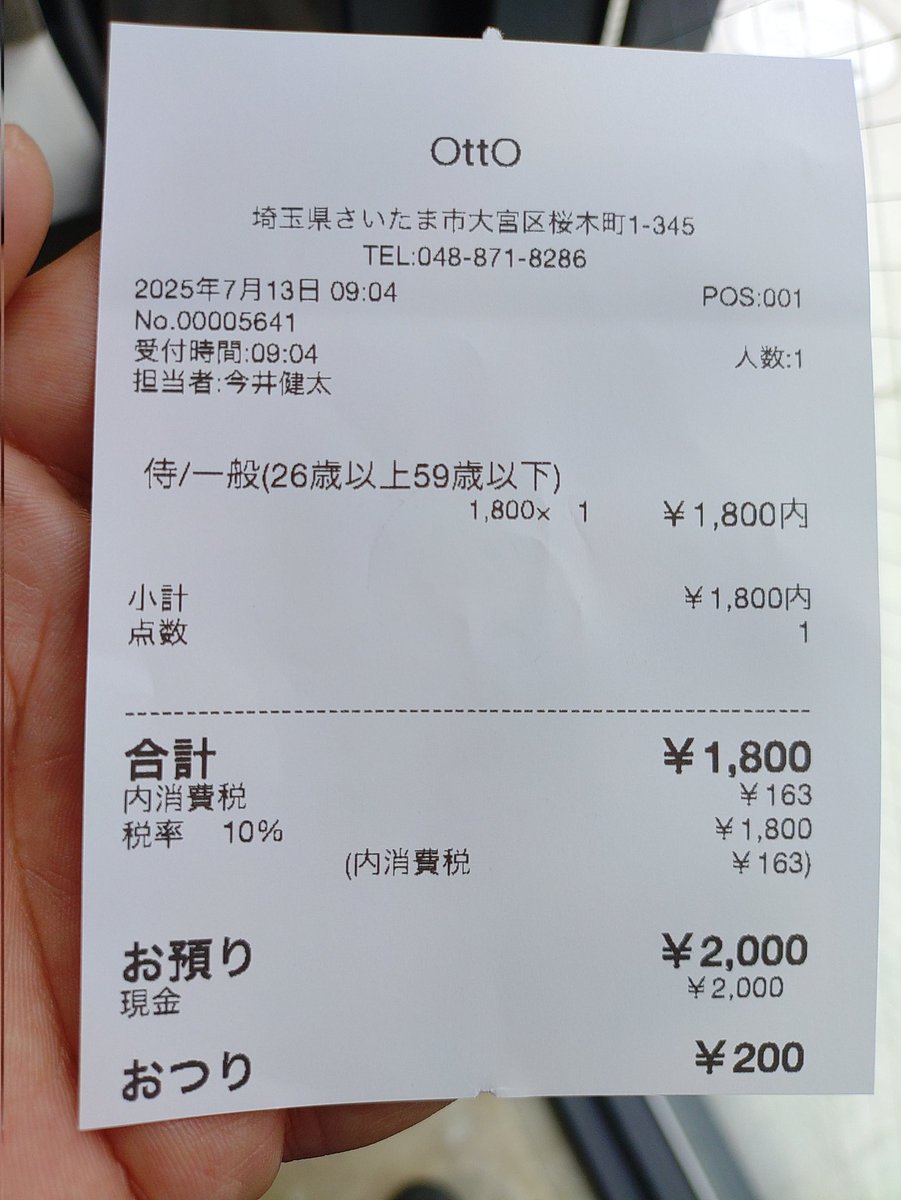 OttO
埼玉県さいたま市大宮区桜木町1-345
TEL:048-871-8286
2025年7月13日 09:04 POS:001
No.00005641
受付時間:09:04 人数:1
担当者:今井健太
侍/一般(26歳以上59歳以下)
1,800× 1 ¥1,800内
小計 ¥1,800内
点数 1
合計 ¥1,800
内消費税 ¥163
税率 10% ¥1,800
(内消費税 ¥163)
お預り ¥2,000
現金 ¥2,000
おつり ¥200